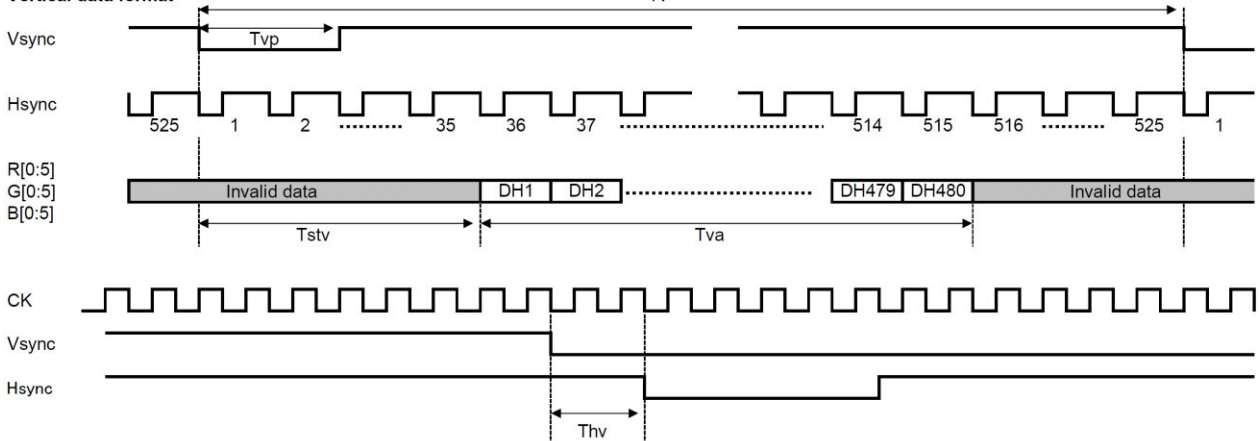 Vertical data format
Vsync
Tvp
Hsync
525 1 2 ........ 35 36 37 ........ 514 515 516 ........ 525 1
R[0:5]
G[0:5]
B[0:5]
Invalid data DH1 DH2 ........ DH479 DH480 Invalid data
Tstv Tva
CK
Vsync
Hsync
Thv